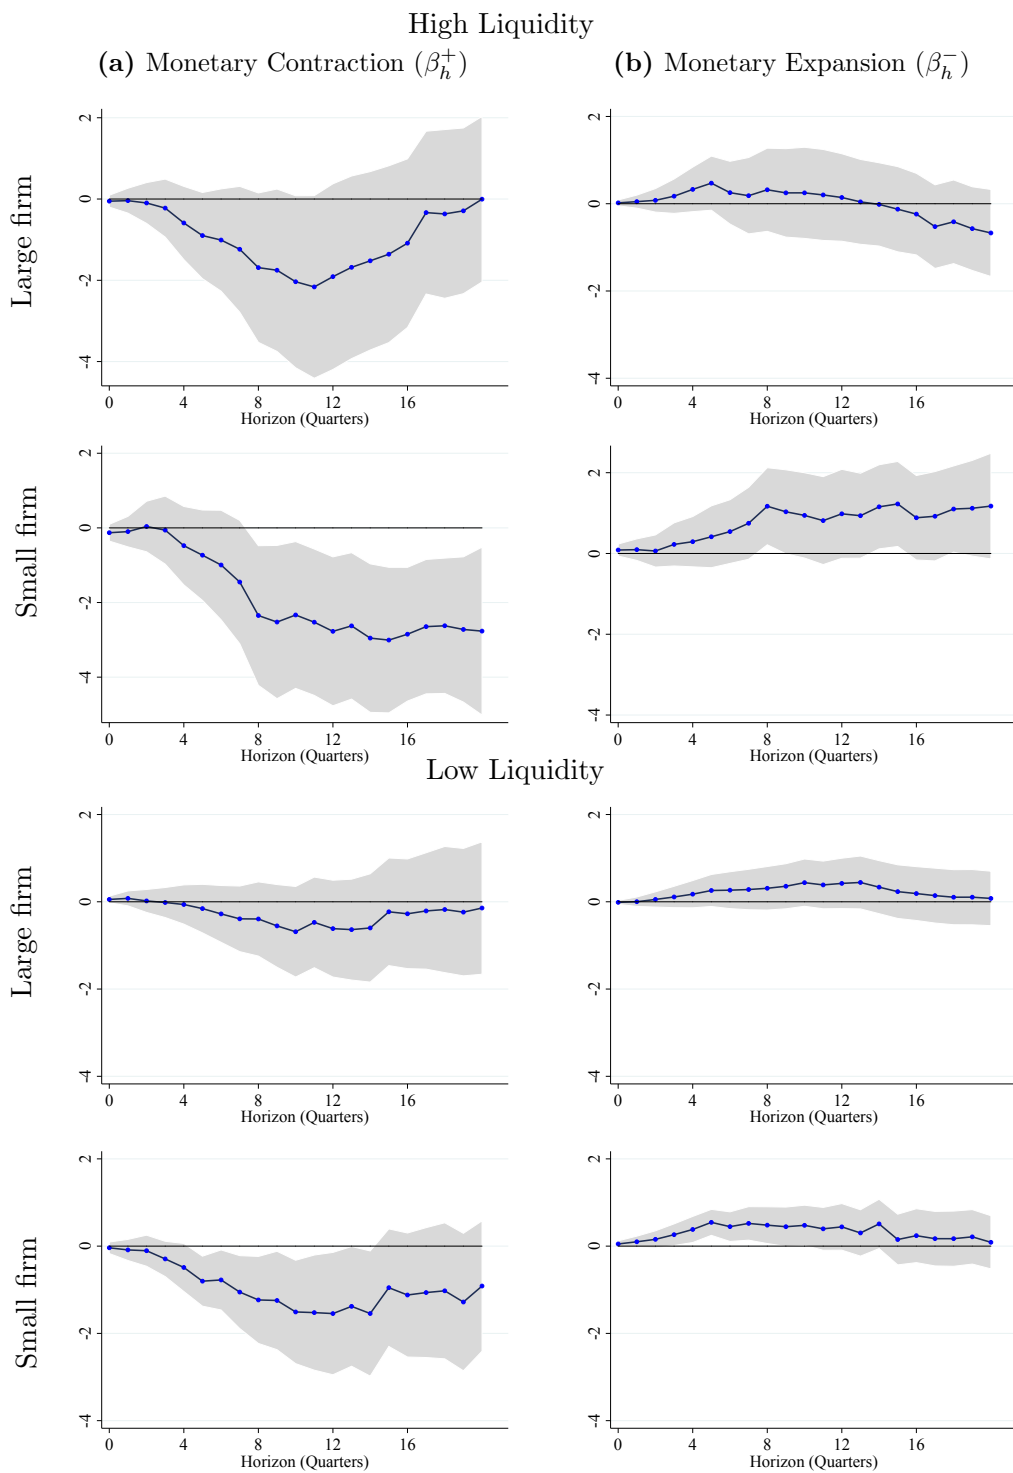 High Liquidity
(a) Monetary Contraction (β_h^+)
(b) Monetary Expansion (β_h^-)
Large firm
2
0
-2
-4
0 4 8 12 16
Horizon (Quarters)
2
0
-2
-4
0 4 8 12 16
Horizon (Quarters)
Small firm
2
0
-2
-4
0 4 8 12 16
Horizon (Quarters)
2
0
-2
-4
0 4 8 12 16
Horizon (Quarters)
Low Liquidity
Large firm
2
0
-2
-4
0 4 8 12 16
Horizon (Quarters)
2
0
-2
-4
0 4 8 12 16
Horizon (Quarters)
Small firm
2
0
-2
-4
0 4 8 12 16
Horizon (Quarters)
2
0
-2
-4
0 4 8 12 16
Horizon (Quarters)